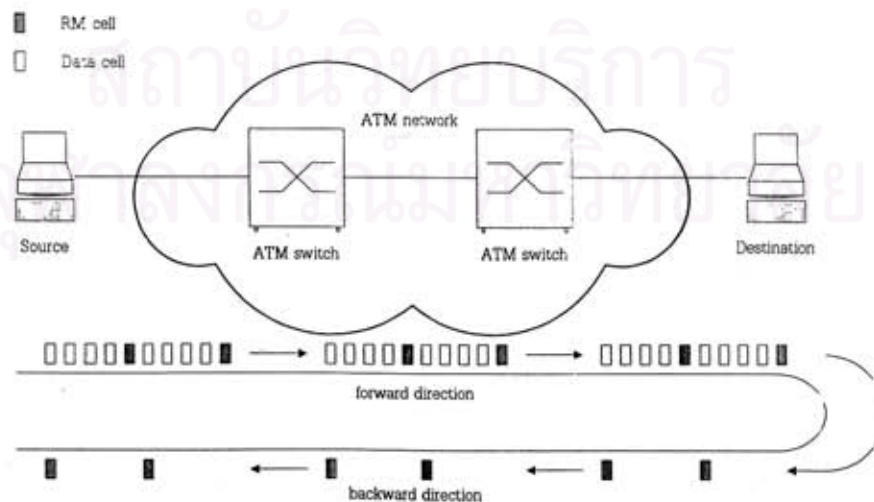 RM cell
Data cell
สถาบันวิทยบริการ
ATM network
จุฬาลงกรณ์มหาวิทยาลัย
Source
ATM switch
ATM switch
Destination
forward direction
backward direction